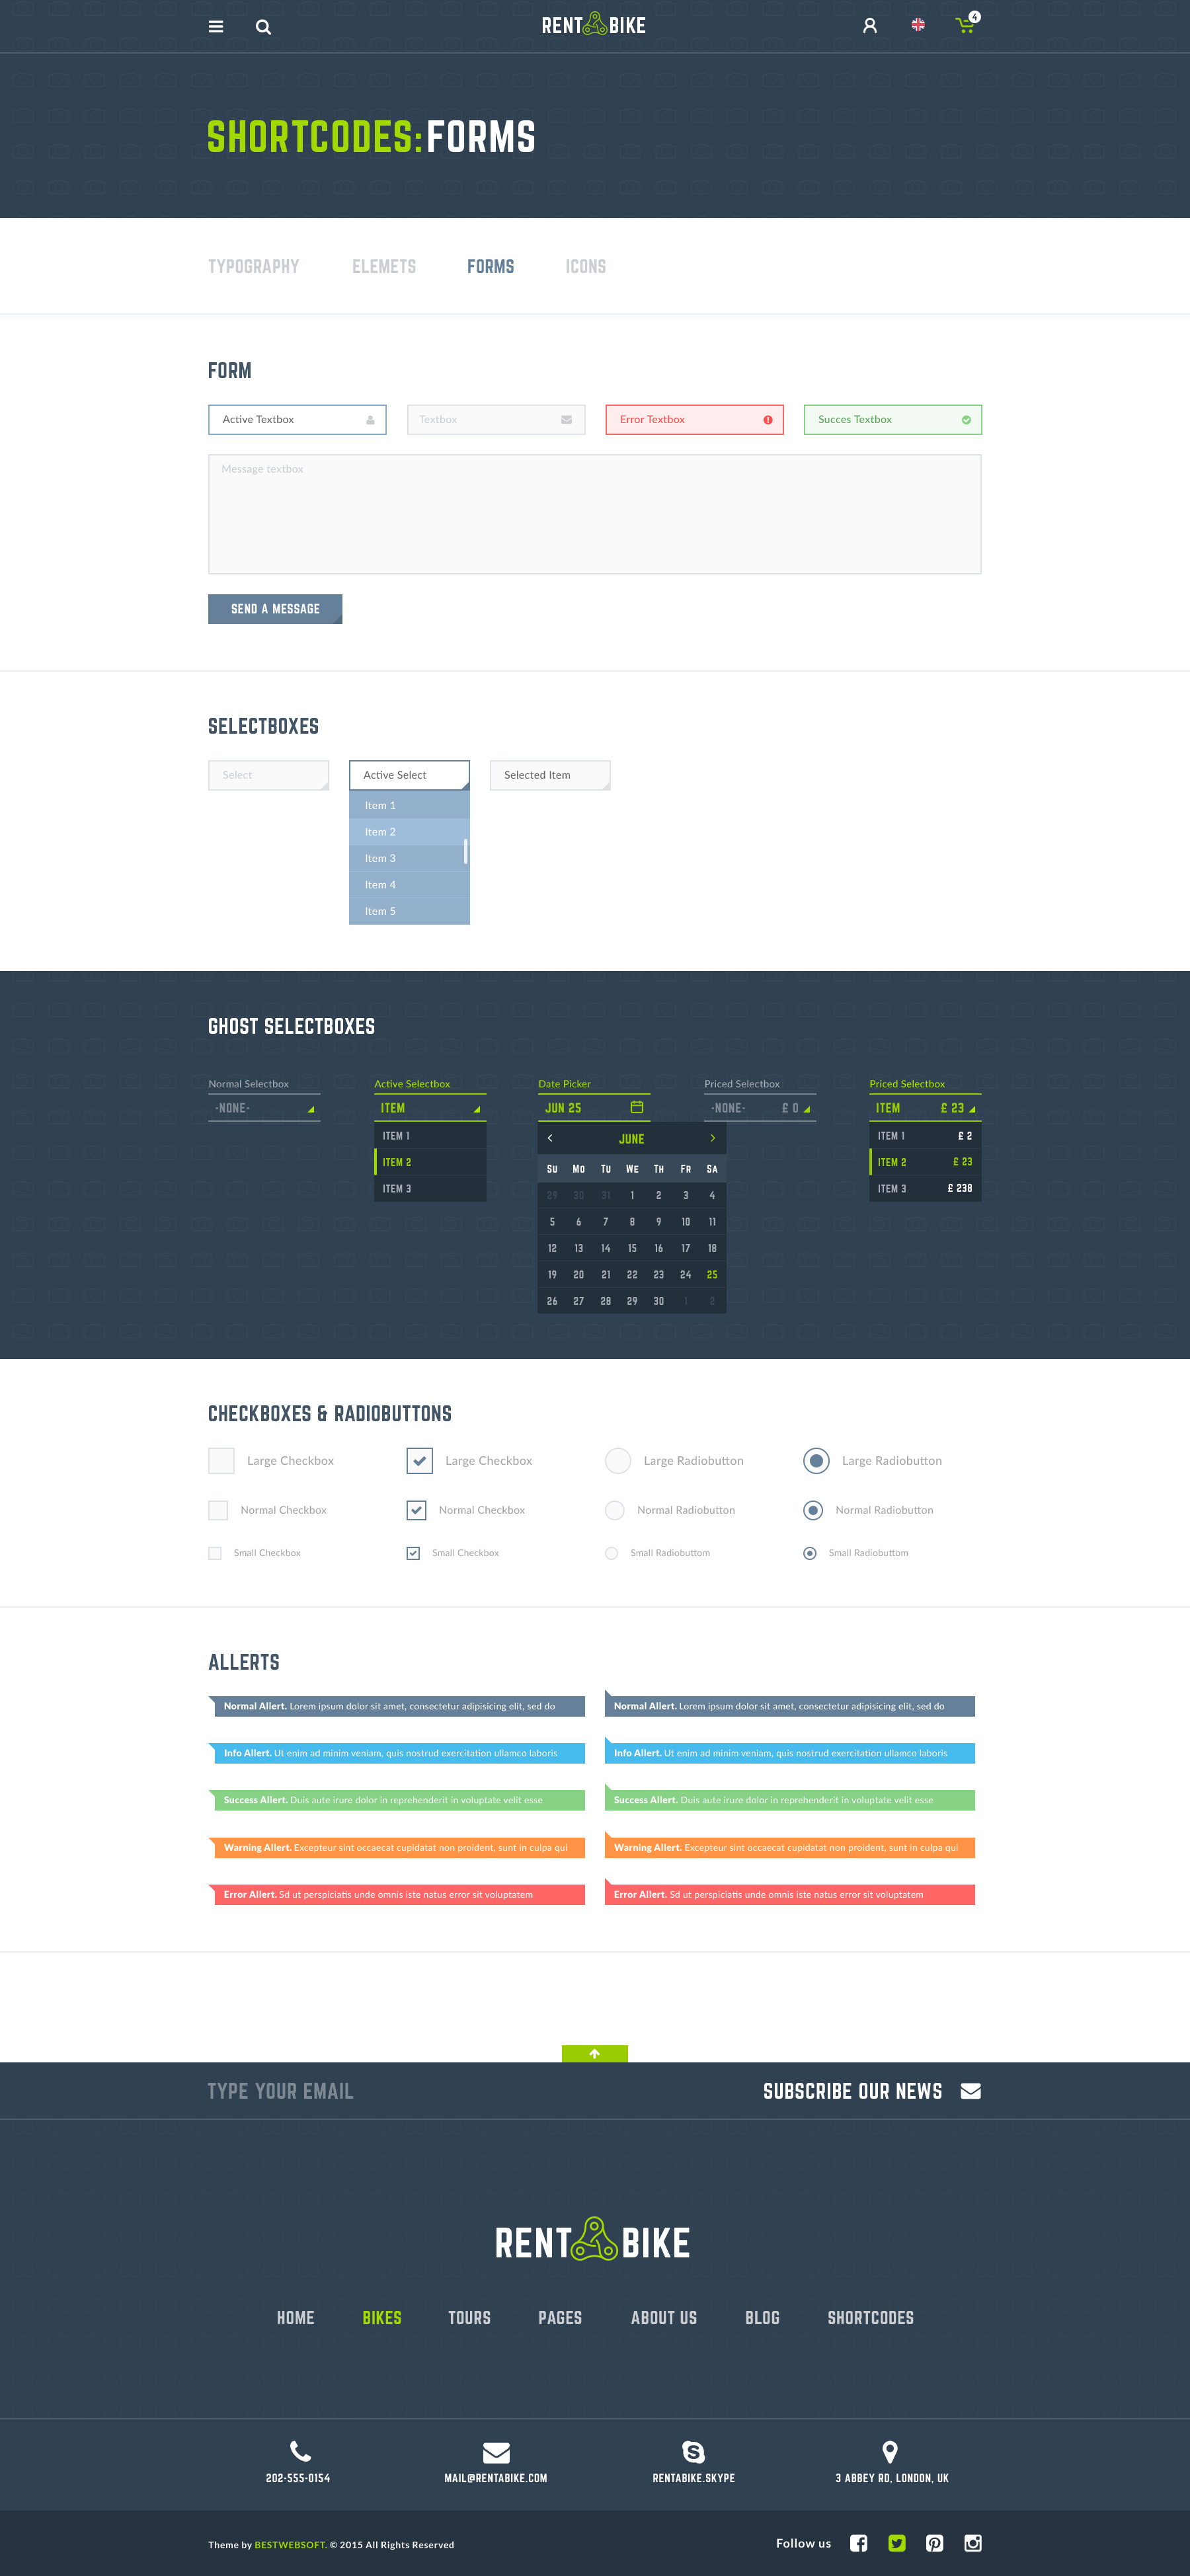 RENT BIKE
4
SHORTCODES: FORMS
TYPOGRAPHY ELEMETS FORMS ICONS
FORM
Active Textbox Textbox Error Textbox Succes Textbox
Message textbox
SEND A MESSAGE
SELECTBOXES
Select Active Select Selected Item
Item 1
Item 2
Item 3
Item 4
Item 5
GHOST SELECTBOXES
Normal Selectbox Active Selectbox Date Picker Priced Selectbox Priced Selectbox
-NONE- ITEM JUN 25 -NONE- £ 0 ITEM £ 23
ITEM 1
ITEM 2
ITEM 3
JUNE
SU MO TU WE TH FR SA
29 30 31 1 2 3 4
5 6 7 8 9 10 11
12 13 14 15 16 17 18
19 20 21 22 23 24 25
26 27 28 29 30 1 2
ITEM 1 £ 2
ITEM 2 £ 23
ITEM 3 £ 238
CHECKBOXES & RADIOBUTTONS
Large Checkbox Large Checkbox Large Radiobutton Large Radiobutton
Normal Checkbox Normal Checkbox Normal Radiobutton Normal Radiobutton
Small Checkbox Small Checkbox Small Radiobuttom Small Radiobuttom
ALLERTS
Normal Allert. Lorem ipsum dolor sit amet, consectetur adipisicing elit, sed do
Normal Allert. Lorem ipsum dolor sit amet, consectetur adipisicing elit, sed do
Info Allert. Ut enim ad minim veniam, quis nostrud exercitation ullamco laboris
Info Allert. Ut enim ad minim veniam, quis nostrud exercitation ullamco laboris
Success Allert. Duis aute irure dolor in reprehenderit in voluptate velit esse
Success Allert. Duis aute irure dolor in reprehenderit in voluptate velit esse
Warning Allert. Excepteur sint occaecat cupidatat non proident, sunt in culpa qui
Warning Allert. Excepteur sint occaecat cupidatat non proident, sunt in culpa qui
Error Allert. Sd ut perspiciatis unde omnis iste natus error sit voluptatem
Error Allert. Sd ut perspiciatis unde omnis iste natus error sit voluptatem
TYPE YOUR EMAIL SUBSCRIBE OUR NEWS
RENT BIKE
HOME BIKES TOURS PAGES ABOUT US BLOG SHORTCODES
202-555-0154 MAIL@RENTABIKE.COM RENTABIKE.SKYPE 3 ABBEY RD, LONDON, UK
Theme by BESTWEBSOFT. © 2015 All Rights Reserved Follow us